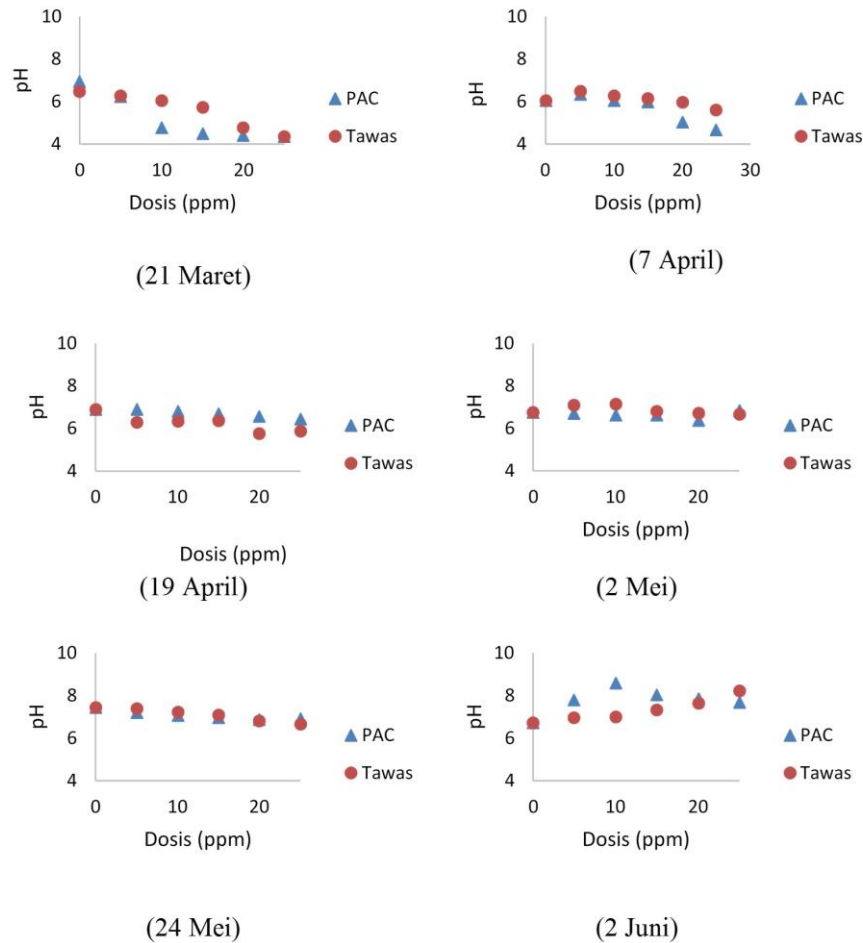 10
8
6
4
pH
0 10 20
Dosis (ppm)
PAC
Tawas
(21 Maret)
10
8
6
4
pH
0 10 20 30
Dosis (ppm)
PAC
Tawas
(7 April)
10
8
6
4
pH
0 10 20
Dosis (ppm)
PAC
Tawas
(19 April)
10
8
6
4
pH
0 10 20
Dosis (ppm)
PAC
Tawas
(2 Mei)
10
8
6
4
pH
0 10 20
Dosis (ppm)
PAC
Tawas
(24 Mei)
10
8
6
4
pH
0 10 20
Dosis (ppm)
PAC
Tawas
(2 Juni)